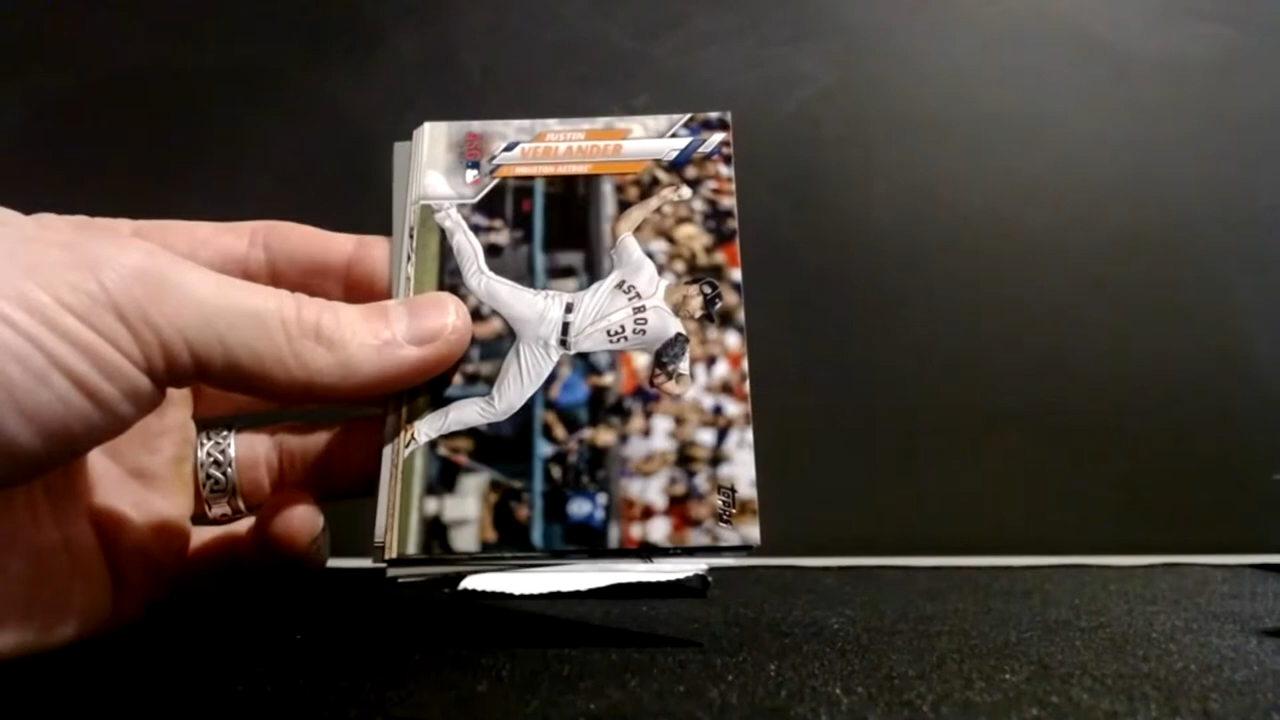 JUSTIN
VERLANDER
HOUSTON ASTROS
ASTROS
35
TOPPS